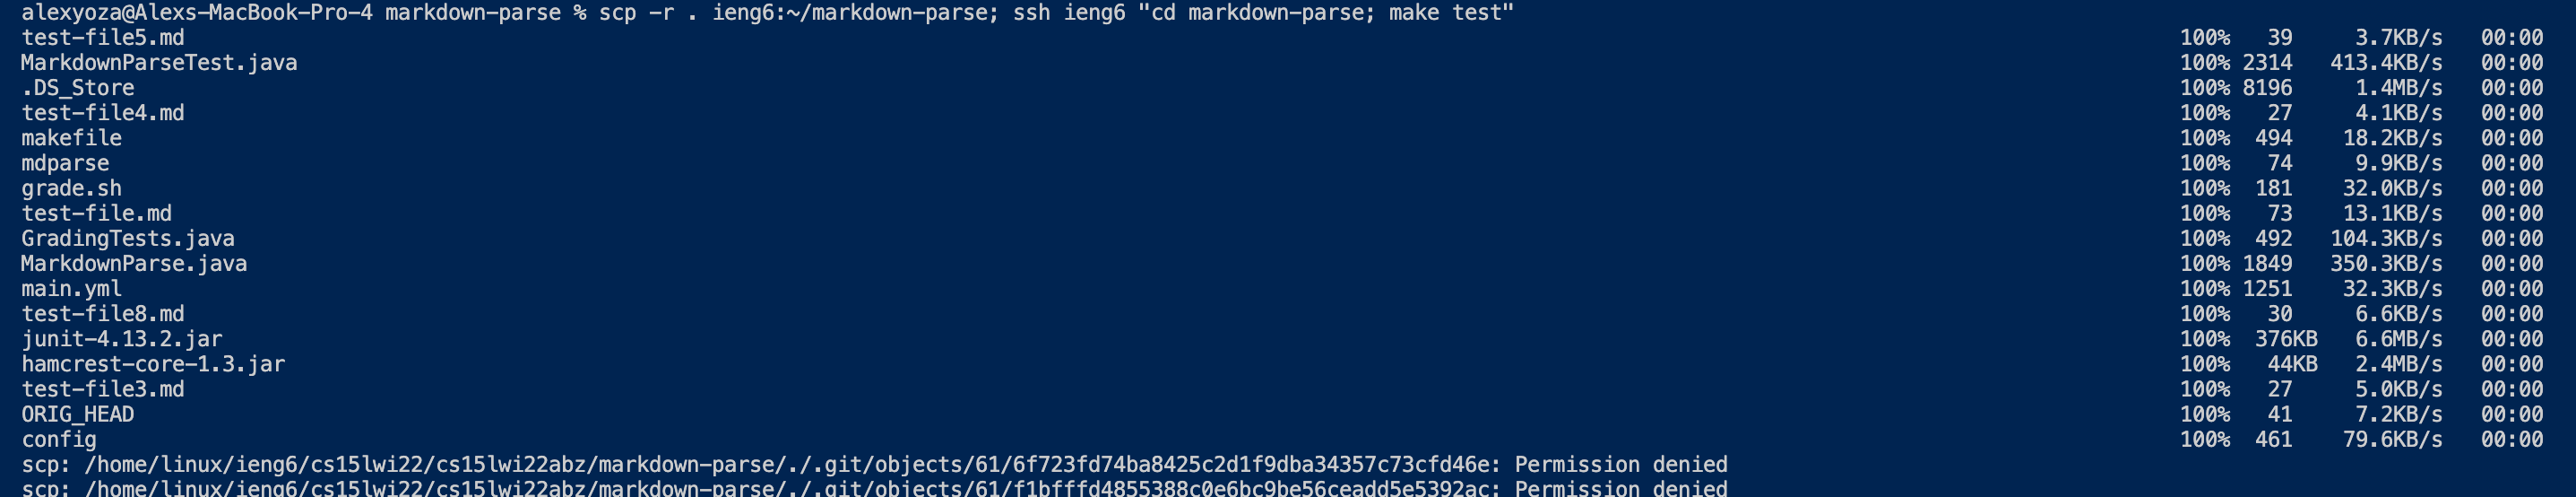 alexyoza@Alexs-MacBook-Pro-4 markdown-parse % scp -r . ieng6:~/markdown-parse; ssh ieng6 "cd markdown-parse; make test"
test-file5.md 100% 39 3.7KB/s 00:00
MarkdownParseTest.java 100% 2314 413.4KB/s 00:00
.DS_Store 100% 8196 1.4MB/s 00:00
test-file4.md 100% 27 4.1KB/s 00:00
makefile 100% 494 18.2KB/s 00:00
mdparse 100% 74 9.9KB/s 00:00
grade.sh 100% 181 32.0KB/s 00:00
test-file.md 100% 73 13.1KB/s 00:00
GradingTests.java 100% 492 104.3KB/s 00:00
MarkdownParse.java 100% 1849 350.3KB/s 00:00
main.yml 100% 1251 32.3KB/s 00:00
test-file8.md 100% 30 6.6KB/s 00:00
junit-4.13.2.jar 100% 376KB 6.6MB/s 00:00
hamcrest-core-1.3.jar 100% 44KB 2.4MB/s 00:00
test-file3.md 100% 27 5.0KB/s 00:00
ORIG_HEAD 100% 41 7.2KB/s 00:00
config 100% 461 79.6KB/s 00:00
scp: /home/linux/ieng6/cs15lwi22/cs15lwi22abz/markdown-parse/./.git/objects/61/6f723fd74ba8425c2d1f9dba34357c73cfd46e: Permission denied
scp: /home/linux/ieng6/cs15lwi22/cs15lwi22abz/markdown-parse/./.git/objects/61/f1bfffd4855388c0e6bc9be56ceadd5e5392ac: Permission denied